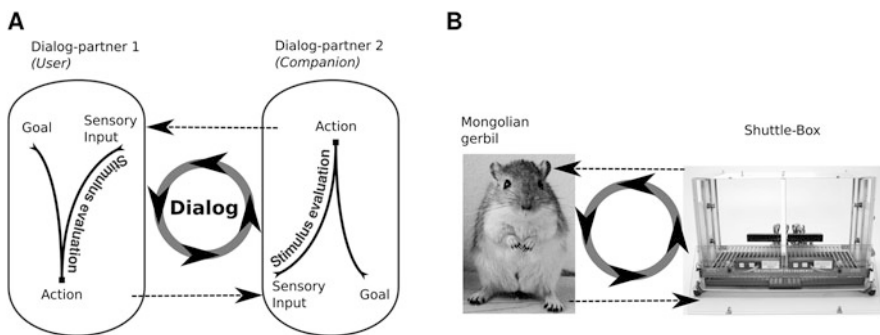 A
Dialog-partner 1
(User)
Dialog-partner 2
(Companion)
Goal
Sensory
Input
Stimulus evaluation
Action
Dialog
Action
Stimulus evaluation
Sensory
Input
Goal
B
Mongolian
gerbil
Shuttle-Box